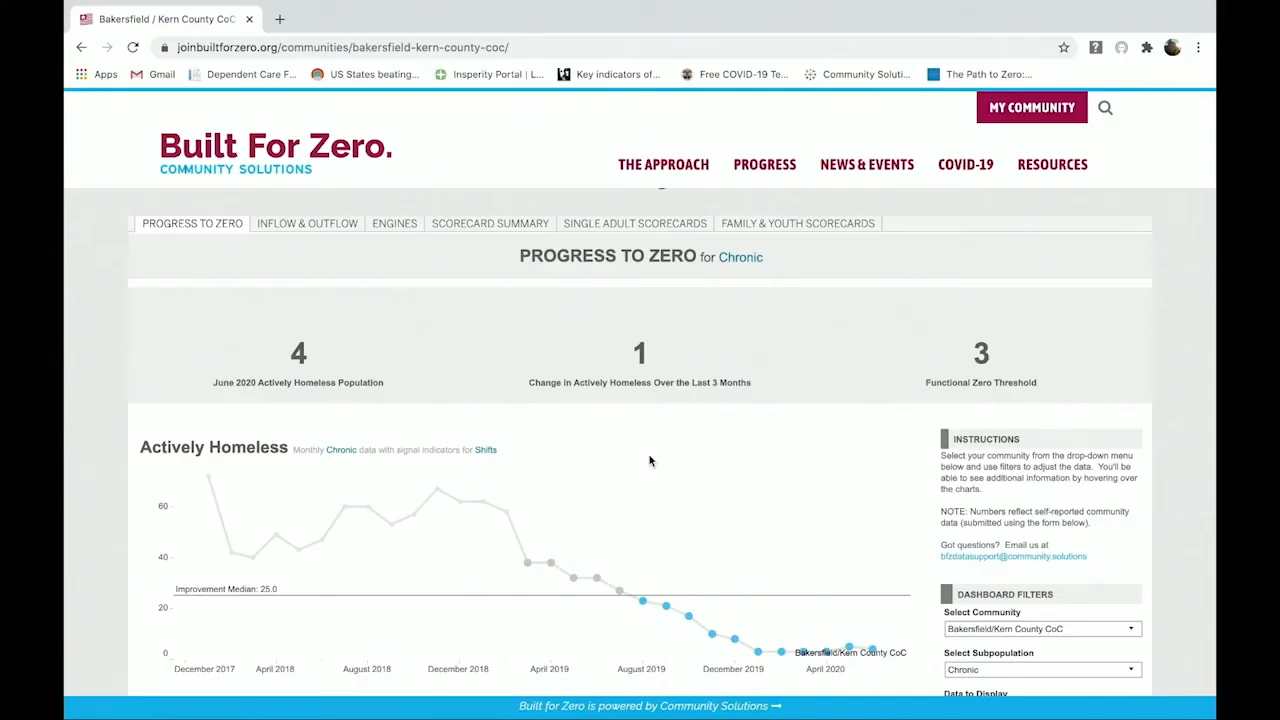 Bakersfield / Kern County CoC
joinbuiltforzero.org/communities/bakersfield-kern-county-coc/
Apps Gmail Dependent Care F... US States beating... Insperity Portal | L... Key indicators of... Free COVID-19 Te... Community Soluti... The Path to Zero:...
MY COMMUNITY
Built For Zero.
COMMUNITY SOLUTIONS
THE APPROACH PROGRESS NEWS & EVENTS COVID-19 RESOURCES
PROGRESS TO ZERO INFLOW & OUTFLOW ENGINES SCORECARD SUMMARY SINGLE ADULT SCORECARDS FAMILY & YOUTH SCORECARDS
PROGRESS TO ZERO for Chronic
4 1 3
June 2020 Actively Homeless Population Change in Actively Homeless Over the Last 3 Months Functional Zero Threshold
Actively Homeless Monthly Chronic data with signal indicators for Shifts
60
40
Improvement Median: 25.0
20
0
Bakersfield/Kern County CoC
December 2017 April 2018 August 2018 December 2018 April 2019 August 2019 December 2019 April 2020
INSTRUCTIONS
Select your community from the drop-down menu
below and use filters to adjust the data. You'll be
able to see additional information by hovering over
the charts.
NOTE: Numbers reflect self-reported community
data (submitted using the form below).
Got questions? Email us at
bfzdatasupport@community.solutions
DASHBOARD FILTERS
Select Community
Bakersfield/Kern County CoC
Select Subpopulation
Chronic
Data to Display
Built for Zero is powered by Community Solutions